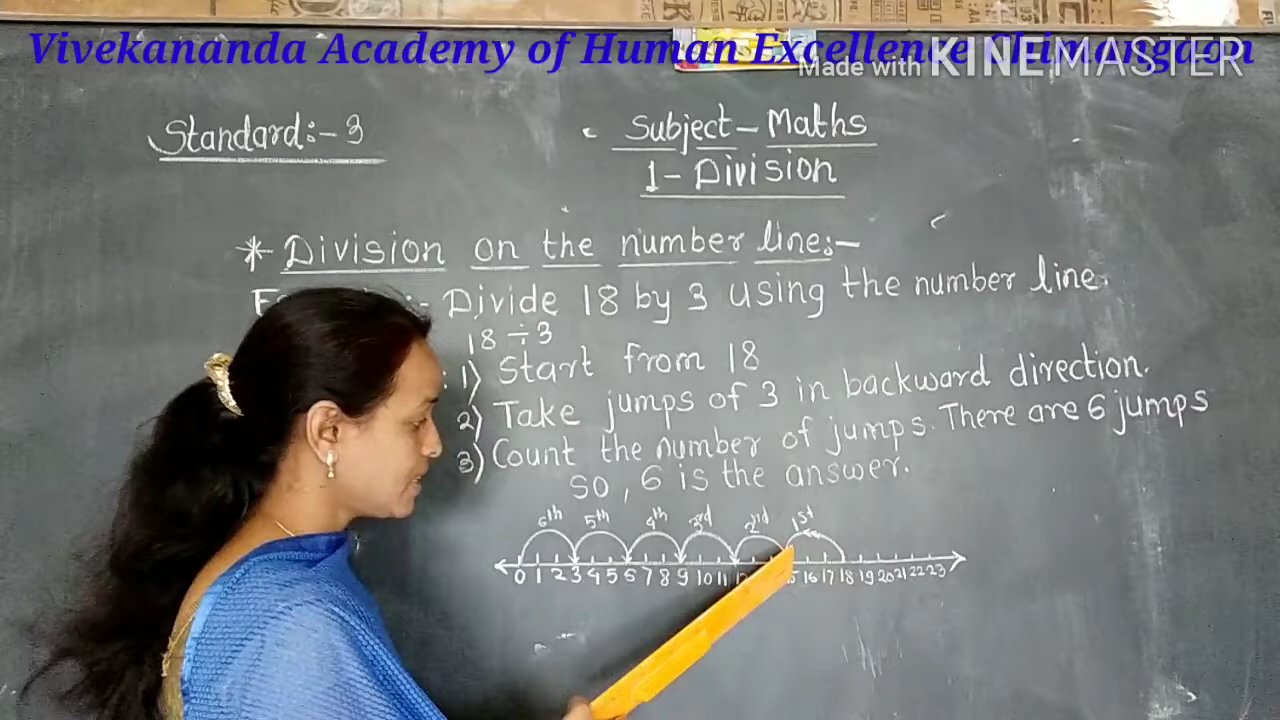 Vivekananda Academy of Human Excellence Chimangaon
Made with KINEMASTER
Standard:- 3
Subject - Maths
1 - Division
* Division on the number line:-
:- Divide 18 by 3 using the number line.
18 ÷ 3
: 1) Start from 18
2) Take jumps of 3 in backward direction.
3) Count the number of jumps. There are 6 jumps
so, 6 is the answer.
6th 5th 4th 3rd 2nd 1st
0 1 2 3 4 5 6 7 8 9 10 11 15 16 17 18 19 20 21 22 23